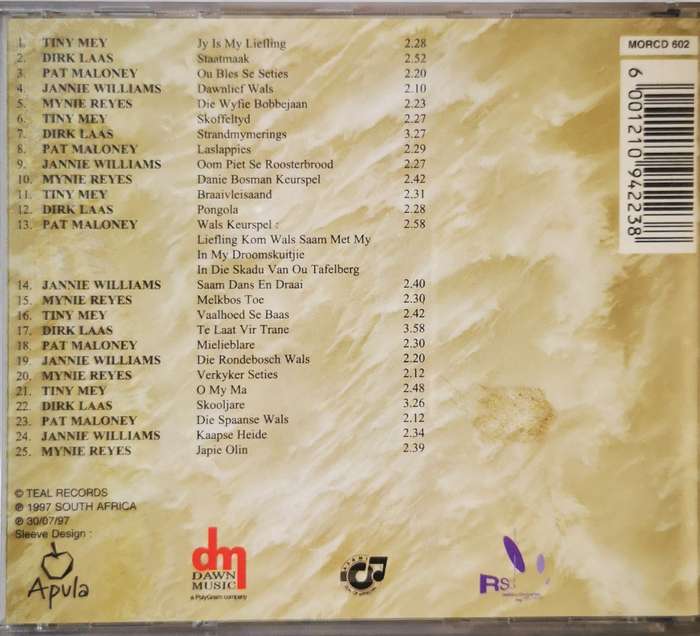 MORCD 602
6 001210 942238
1. TINY MEY Jy Is My Liefling 2.28
2. DIRK LAAS Staatmaak 2.52
3. PAT MALONEY Ou Bles Se Seties 2.20
4. JANNIE WILLIAMS Dawnlief Wals 2.10
5. MYNIE REYES Die Wyfie Bobbejaan 2.23
6. TINY MEY Skoffeltyd 2.27
7. DIRK LAAS Strandmymerings 3.27
8. PAT MALONEY Laslappies 2.29
9. JANNIE WILLIAMS Oom Piet Se Roosterbrood 2.27
10. MYNIE REYES Danie Bosman Keurspel 2.42
11. TINY MEY Braaivleisaand 2.31
12. DIRK LAAS Pongola 2.28
13. PAT MALONEY Wals Keurspel : 2.58
Liefling Kom Wals Saam Met My
In My Droomskuitjie
In Die Skadu Van Ou Tafelberg
14. JANNIE WILLIAMS Saam Dans En Draai 2.40
15. MYNIE REYES Melkbos Toe 2.30
16. TINY MEY Vaalhoed Se Baas 2.42
17. DIRK LAAS Te Laat Vir Trane 3.58
18. PAT MALONEY Mielieblare 2.30
19. JANNIE WILLIAMS Die Rondebosch Wals 2.20
20. MYNIE REYES Verkyker Seties 2.12
21. TINY MEY O My Ma 2.48
22. DIRK LAAS Skooljare 3.26
23. PAT MALONEY Die Spaanse Wals 2.12
24. JANNIE WILLIAMS Kaapse Heide 2.34
25. MYNIE REYES Japie Olin 2.39
© TEAL RECORDS
℗ 1997 SOUTH AFRICA
℗ 30/07/97
Sleeve Design :
Apula
dm
DAWN
MUSIC
a PolyGram company
RS